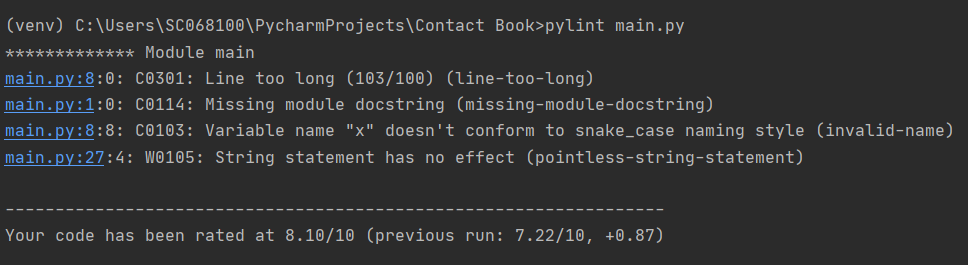 (venv) C:\Users\SC068100\PycharmProjects\Contact Book>pylint main.py
************* Module main
main.py:8:0: C0301: Line too long (103/100) (line-too-long)
main.py:1:0: C0114: Missing module docstring (missing-module-docstring)
main.py:8:8: C0103: Variable name "x" doesn't conform to snake_case naming style (invalid-name)
main.py:27:4: W0105: String statement has no effect (pointless-string-statement)
------------------------------------------------------------------
Your code has been rated at 8.10/10 (previous run: 7.22/10, +0.87)